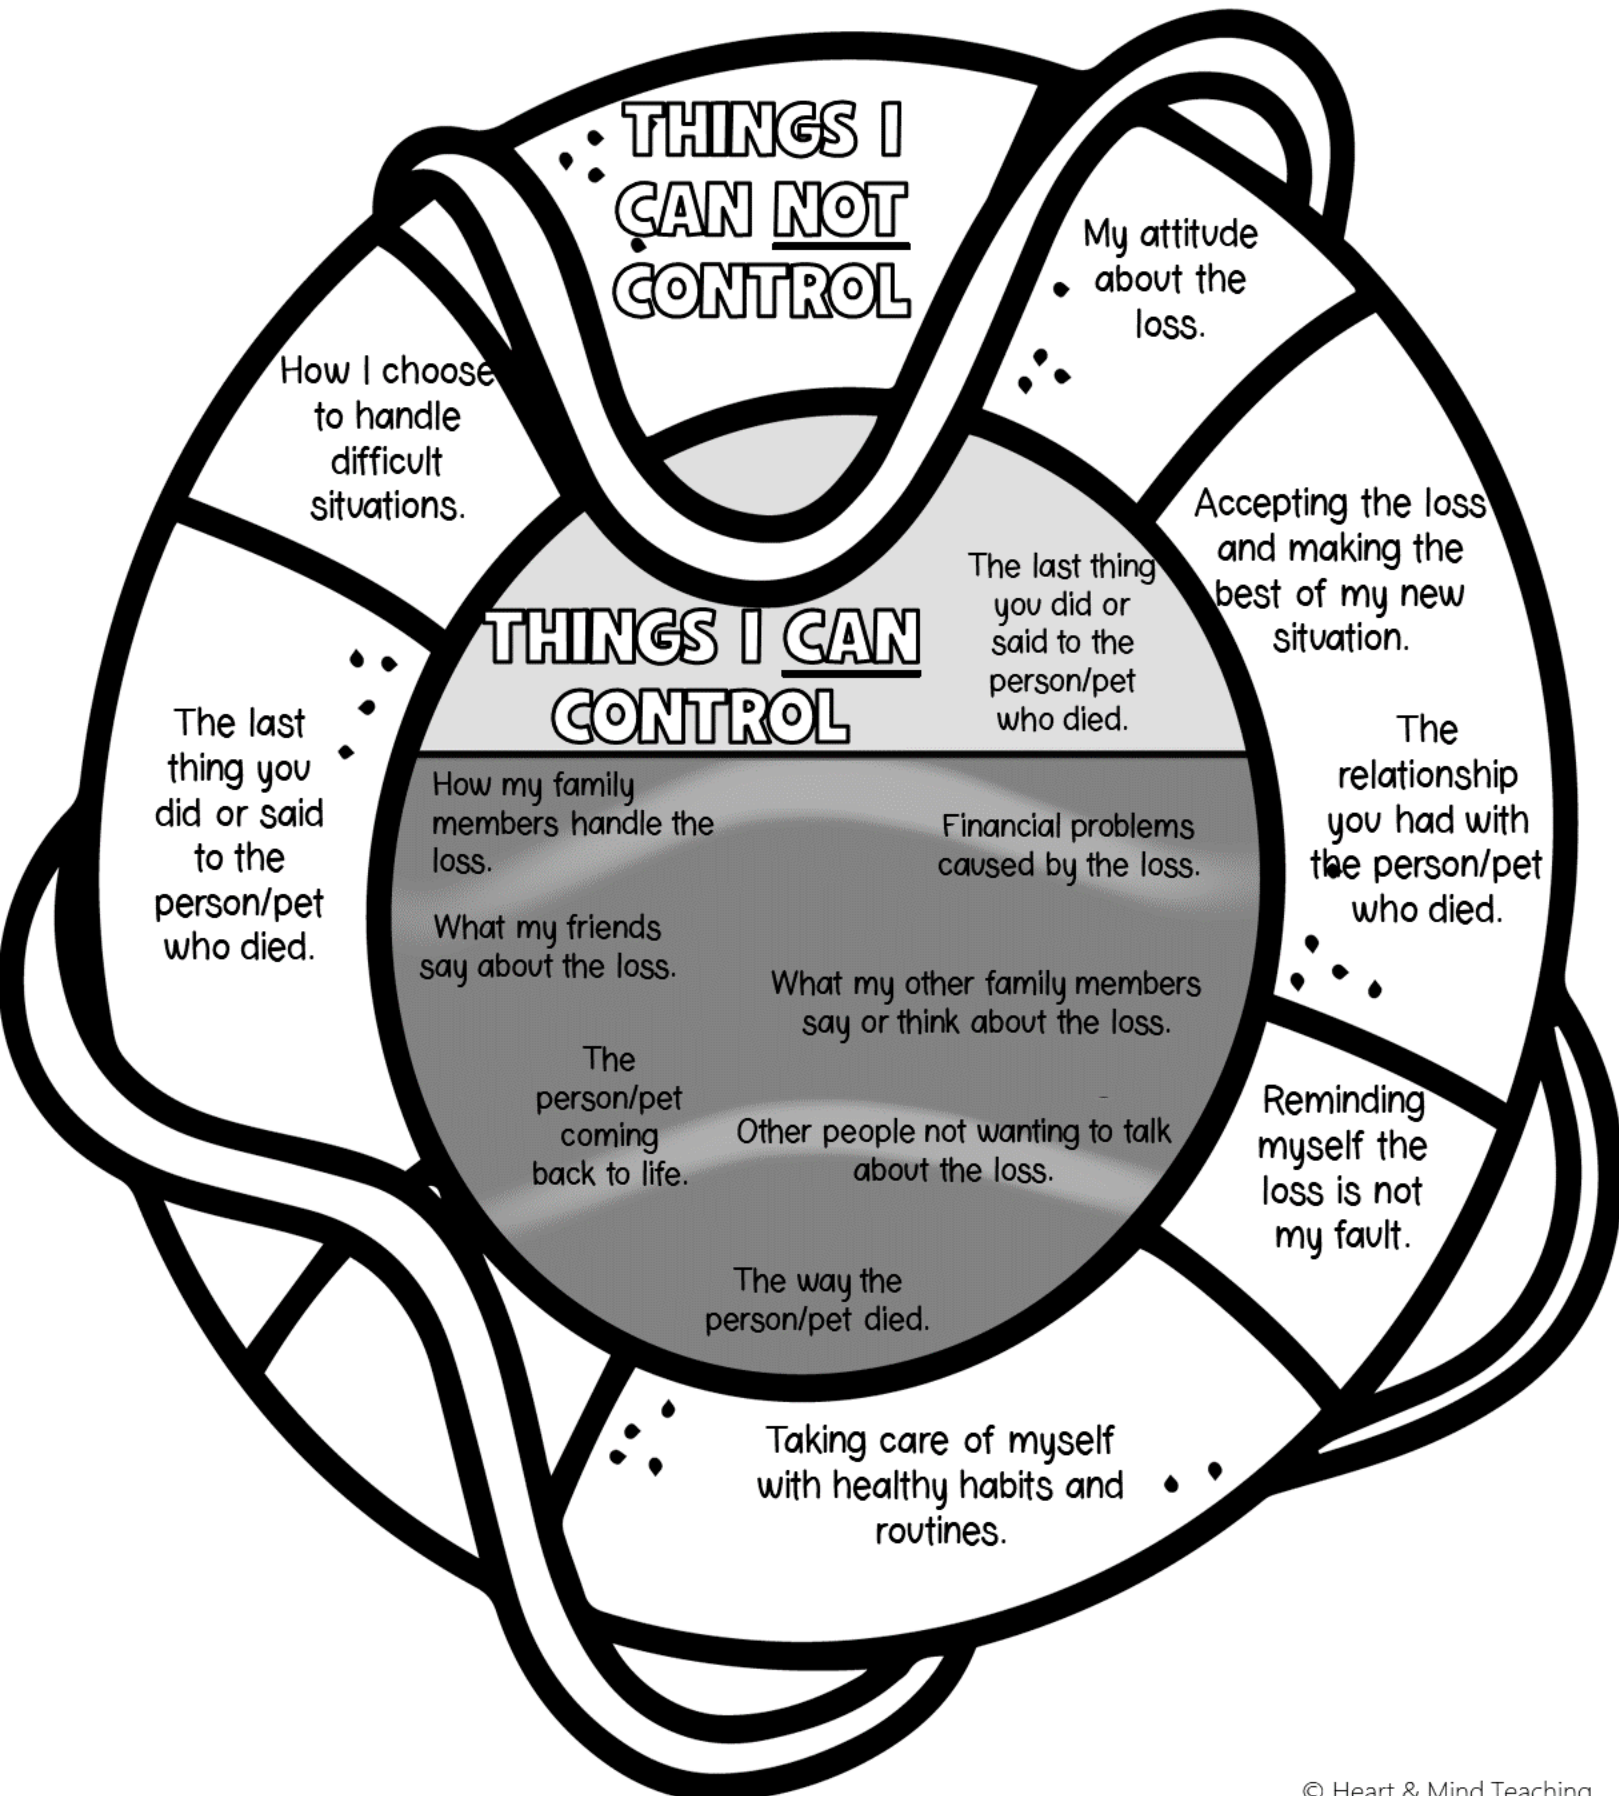 THINGS I
CAN NOT
CONTROL
My attitude
about the
loss.
How I choose
to handle
difficult
situations.
Accepting the loss
and making the
best of my new
situation.
The last thing
you did or
said to the
person/pet
who died.
THINGS I CAN
CONTROL
The last
thing you
did or said
to the
person/pet
who died.
The
relationship
you had with
the person/pet
who died.
How my family
members handle the
loss.
Financial problems
caused by the loss.
What my friends
say about the loss.
What my other family members
say or think about the loss.
The
person/pet
coming
back to life.
Other people not wanting to talk
about the loss.
Reminding
myself the
loss is not
my fault.
The way the
person/pet died.
Taking care of myself
with healthy habits and
routines.
© Heart & Mind Teaching